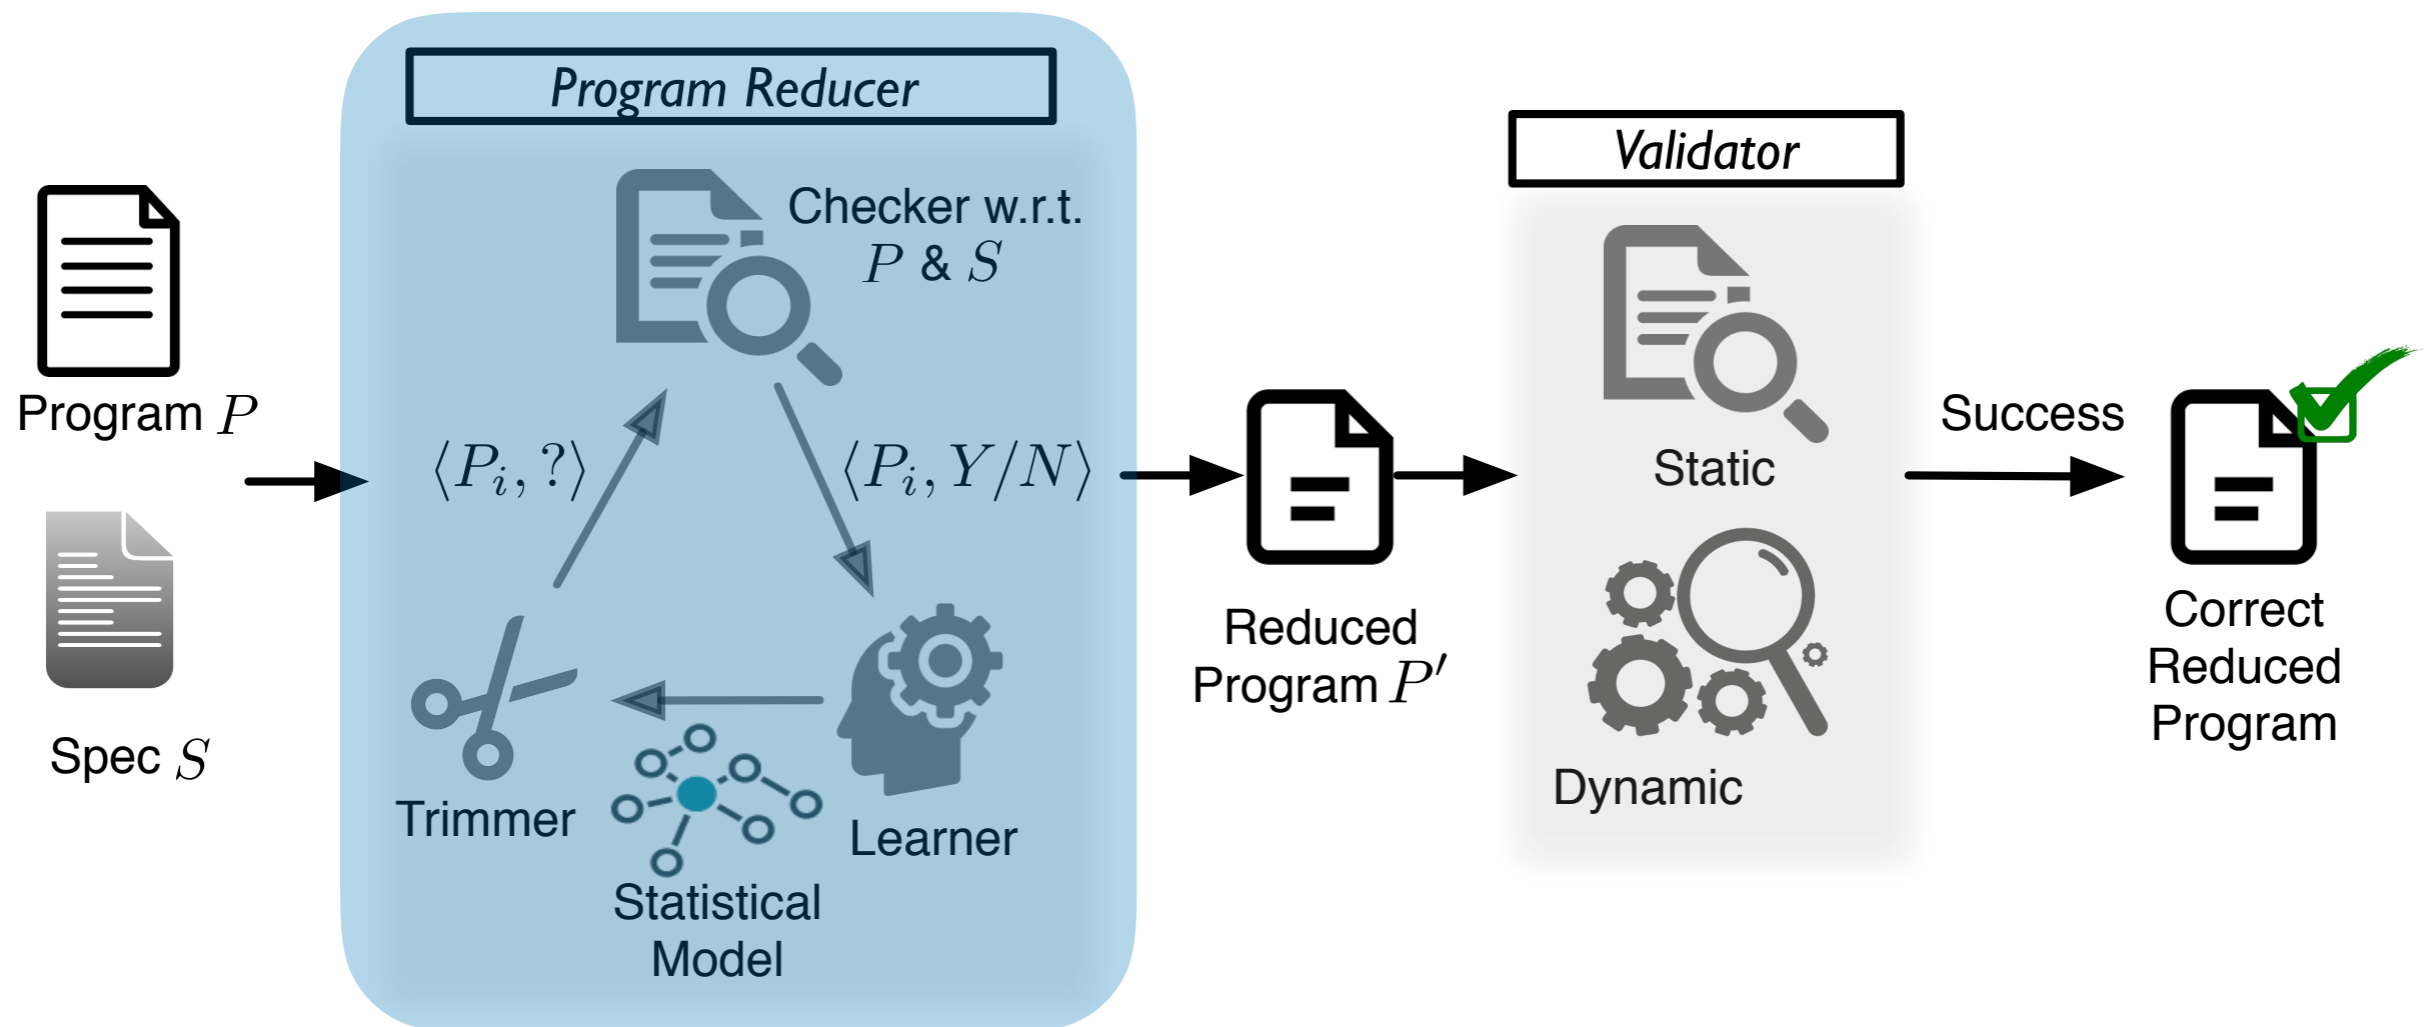 Program Reducer
Validator
Checker w.r.t.
P & S
Program P
⟨P_i, ?⟩
⟨P_i, Y/N⟩
Success
Static
Spec S
Trimmer
Learner
Statistical
Model
Reduced
Program P′
Dynamic
Correct
Reduced
Program